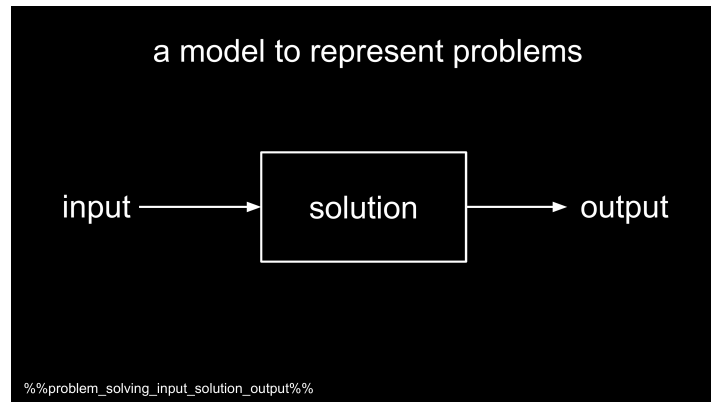 a model to represent problems
input
solution
output
%%problem_solving_input_solution_output%%